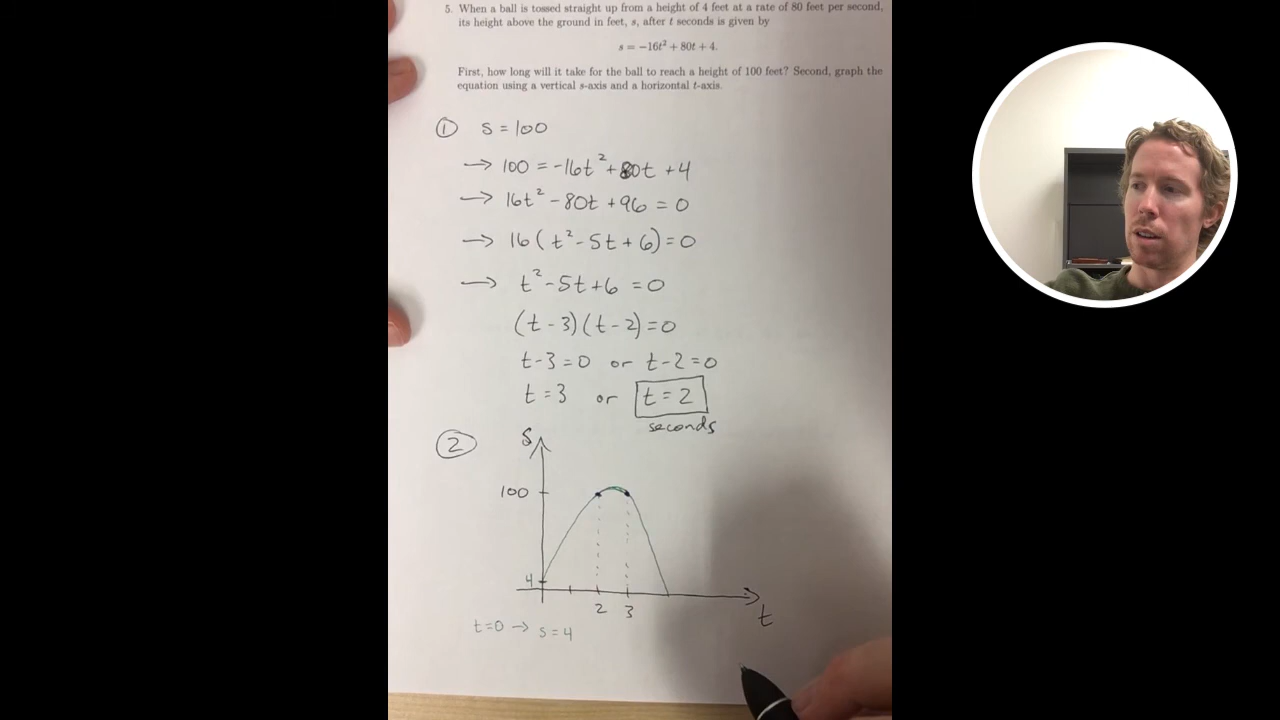 5. When a ball is tossed straight up from a height of 4 feet at a rate of 80 feet per second,
its height above the ground in feet, s, after t seconds is given by
s = −16t² + 80t + 4.
First, how long will it take for the ball to reach a height of 100 feet? Second, graph the
equation using a vertical s-axis and a horizontal t-axis.
① s = 100
→ 100 = -16t² + 80t + 4
→ 16t² - 80t + 96 = 0
→ 16(t² - 5t + 6) = 0
→ t² - 5t + 6 = 0
(t - 3)(t - 2) = 0
t - 3 = 0 or t - 2 = 0
t = 3 or t = 2
seconds
② S
100
4
2 3
t
t = 0 → s = 4